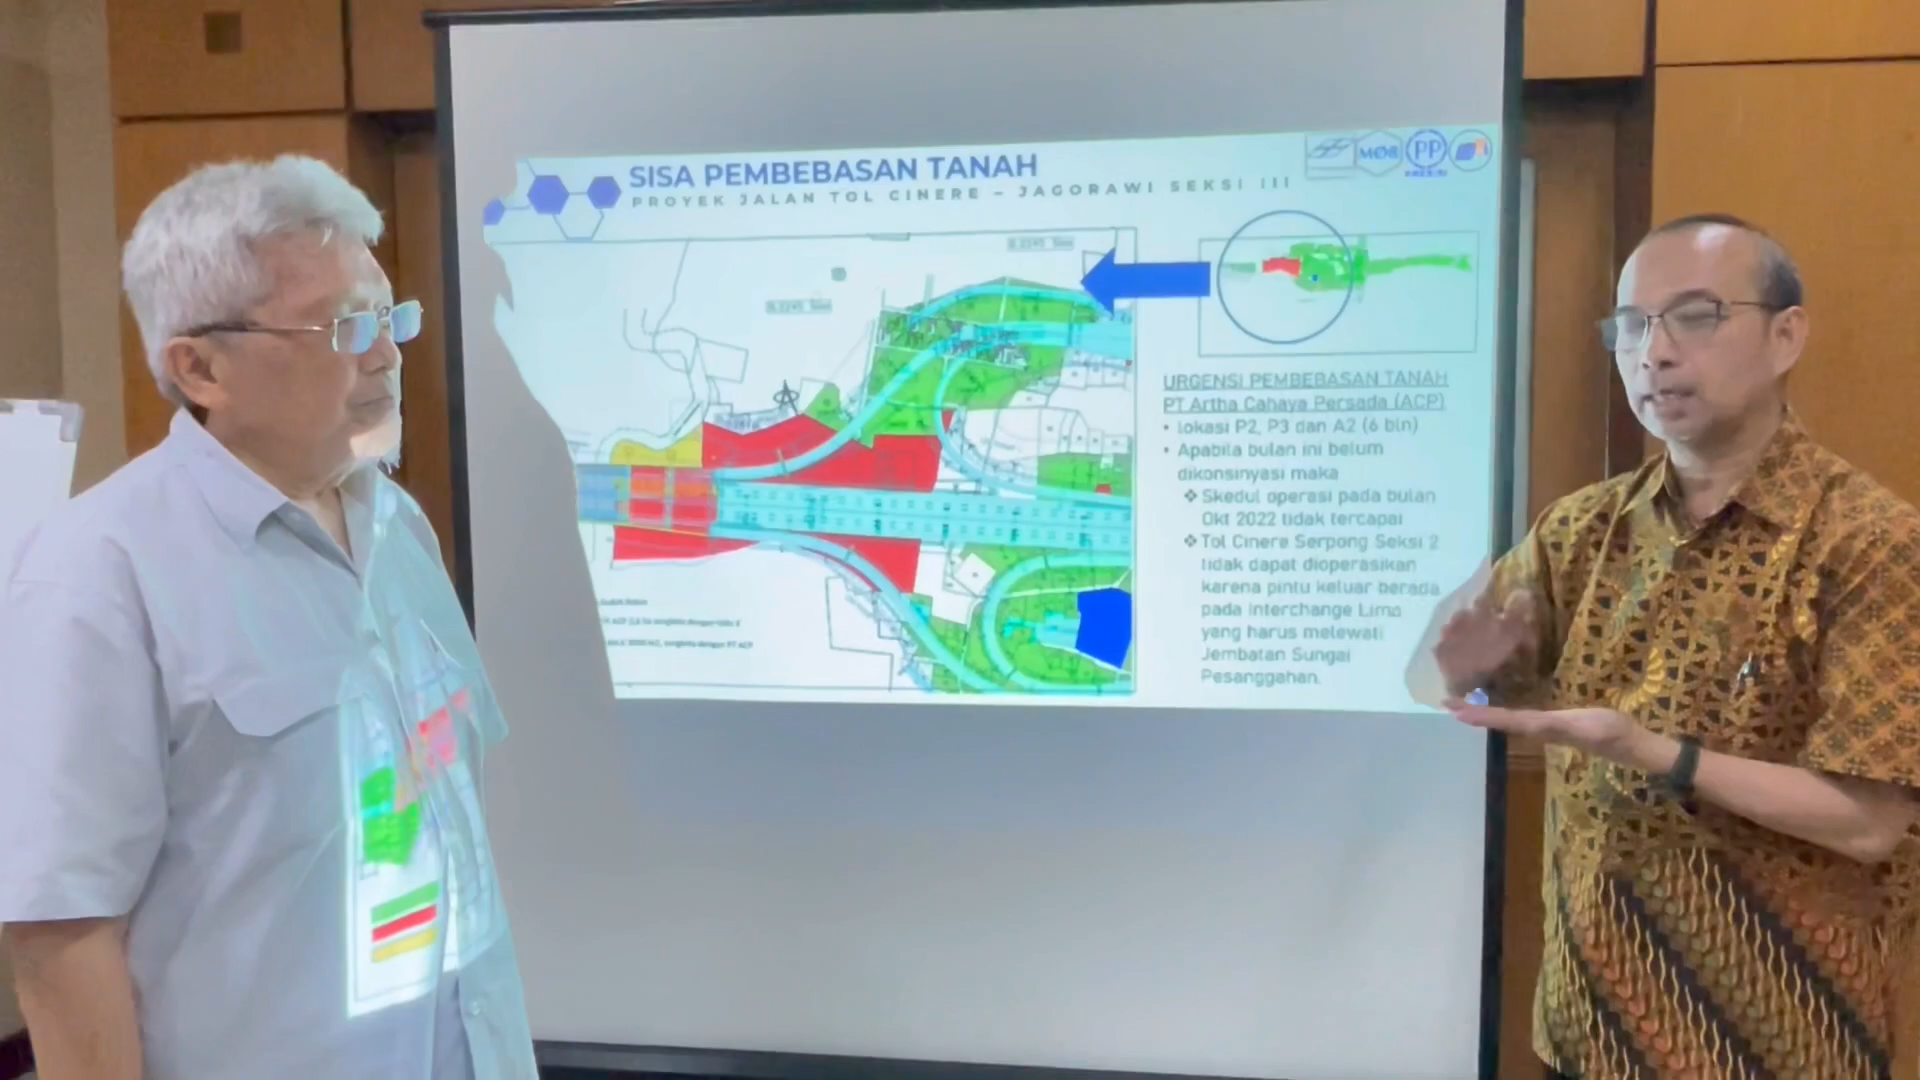 SISA PEMBEBASAN TANAH
PROYEK JALAN TOL CINERE – JAGORAWI SEKSI III
PP
URGENSI PEMBEBASAN TANAH
PT Artha Cahaya Persada (ACP)
• lokasi P2, P3 dan A2 (6 bln)
• Apabila bulan ini belum
dikonsinyasi maka
❖ Skedul operasi pada bulan
Okt 2022 tidak tercapai
❖ Tol Cinere Serpong Seksi 2
tidak dapat dioperasikan
karena pintu keluar berada
pada Interchange Limo
yang harus melewati
Jembatan Sungai
Pesanggahan.